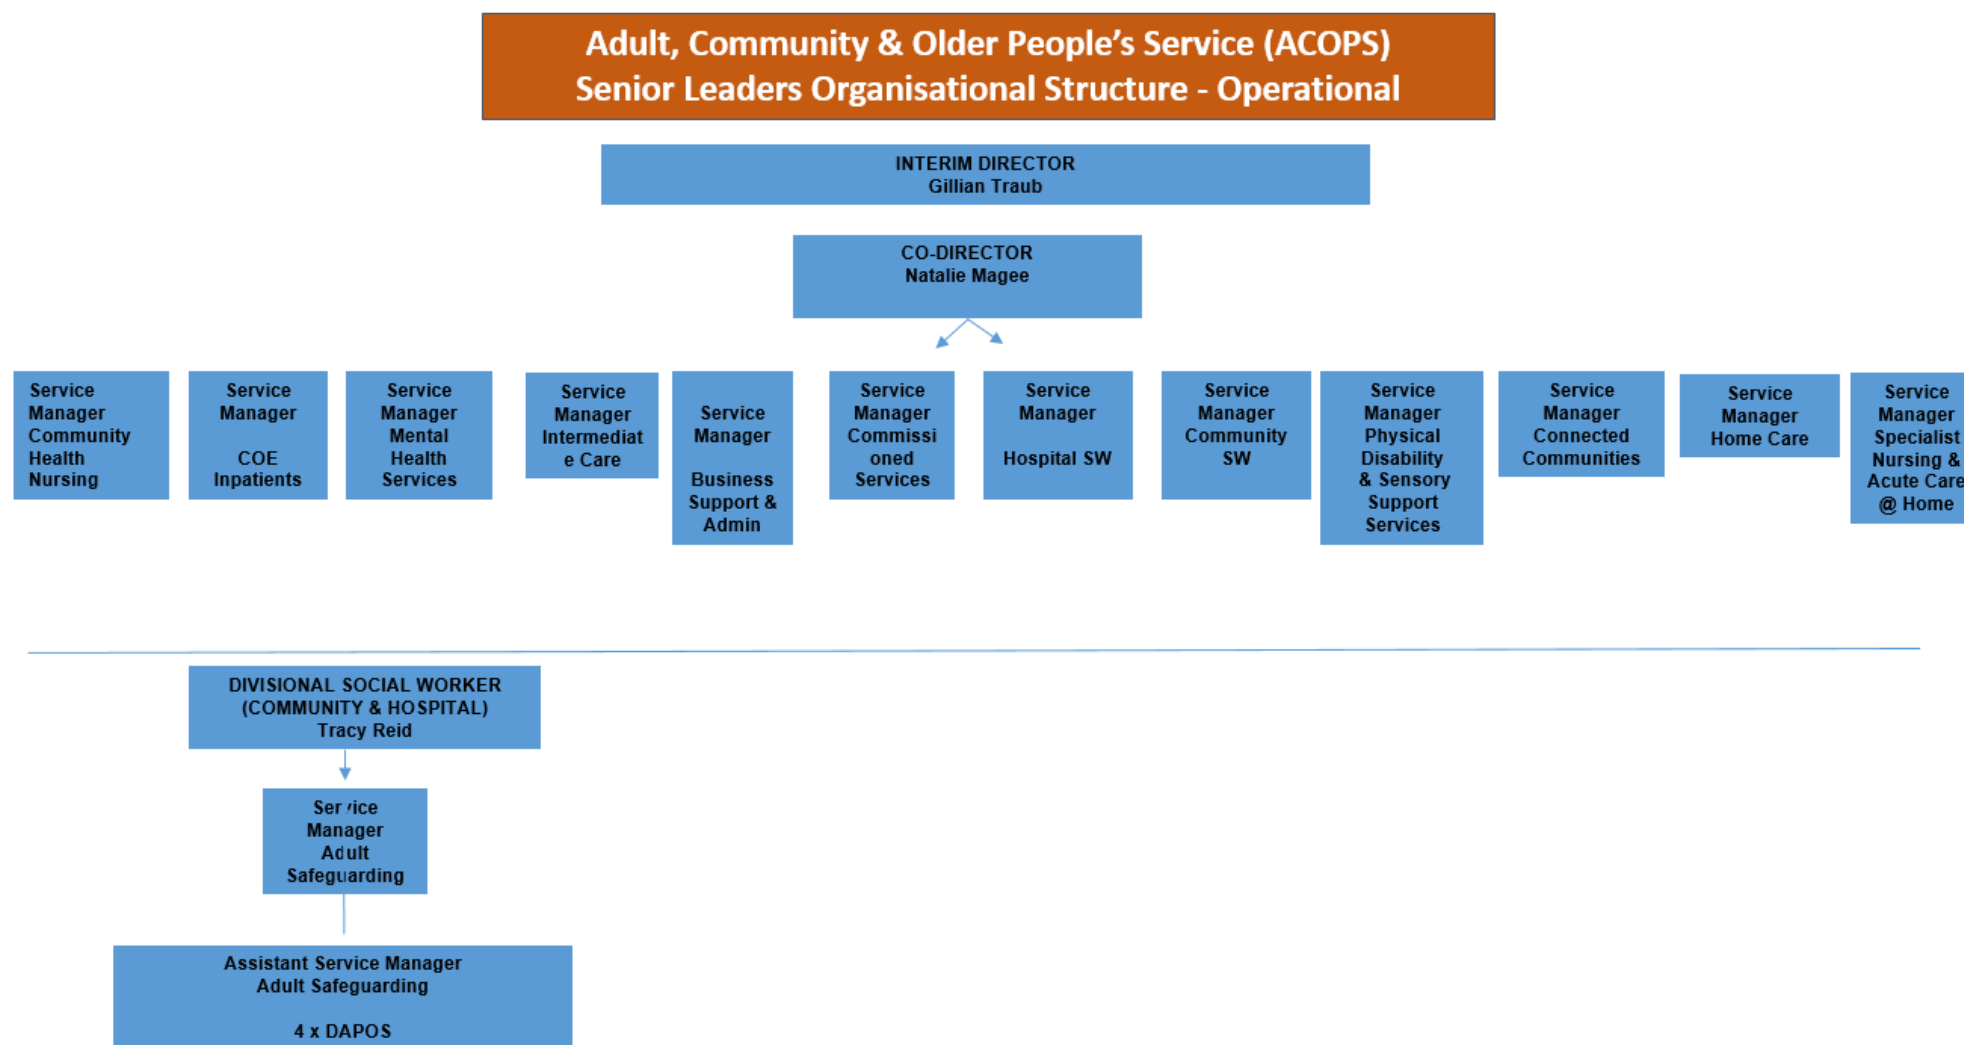 Adult, Community & Older People's Service (ACOPS)
Senior Leaders Organisational Structure - Operational
INTERIM DIRECTOR
Gillian Traub
CO-DIRECTOR
Natalie Magee
Service
Manager
Community
Health
Nursing
Service
Manager
COE
Inpatients
Service
Manager
Mental
Health
Services
Service
Manager
Intermediat
e Care
Service
Manager
Business
Support &
Admin
Service
Manager
Commissi
oned
Services
Service
Manager
Hospital SW
Service
Manager
Community
SW
Service
Manager
Physical
Disability
& Sensory
Support
Services
Service
Manager
Connected
Communities
Service
Manager
Home Care
Service
Manager
Specialist
Nursing &
Acute Care
@ Home
DIVISIONAL SOCIAL WORKER
(COMMUNITY & HOSPITAL)
Tracy Reid
Service
Manager
Adult
Safeguarding
Assistant Service Manager
Adult Safeguarding
4 x DAPOS